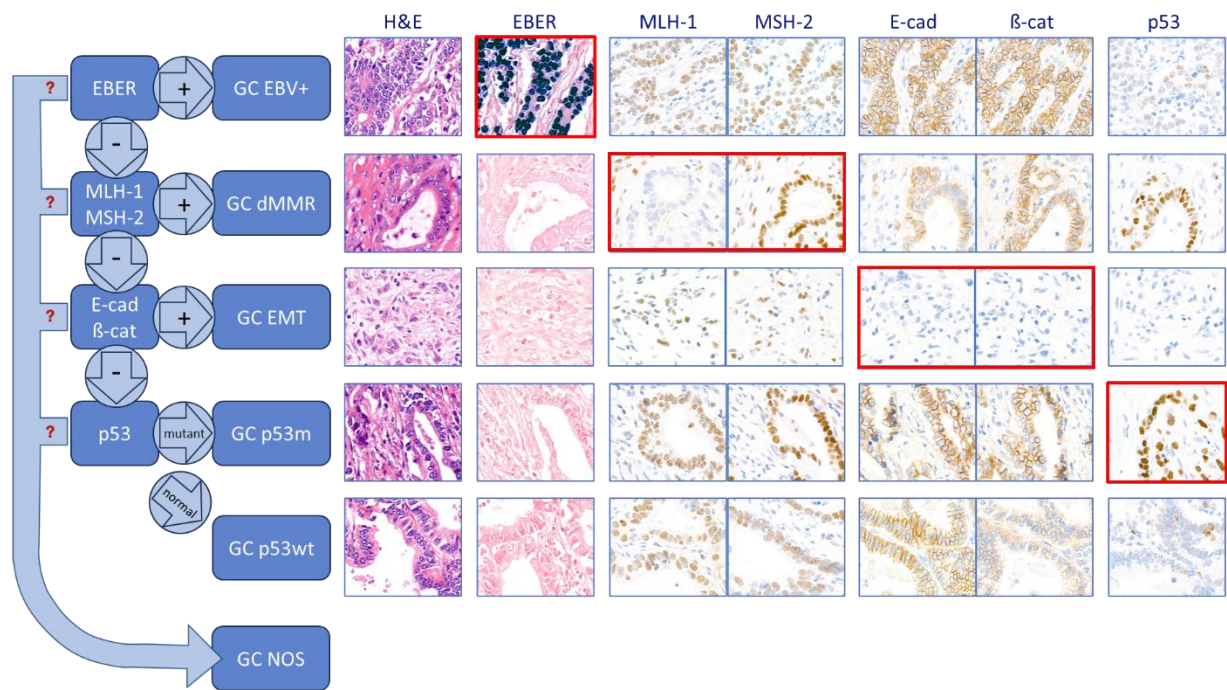 H&E EBER MLH-1 MSH-2 E-cad ß-cat p53
? EBER + GC EBV+
-
? MLH-1
MSH-2
+ GC dMMR
-
? E-cad
ß-cat
+ GC EMT
-
? p53 mutant GC p53m
normal
GC p53wt
GC NOS